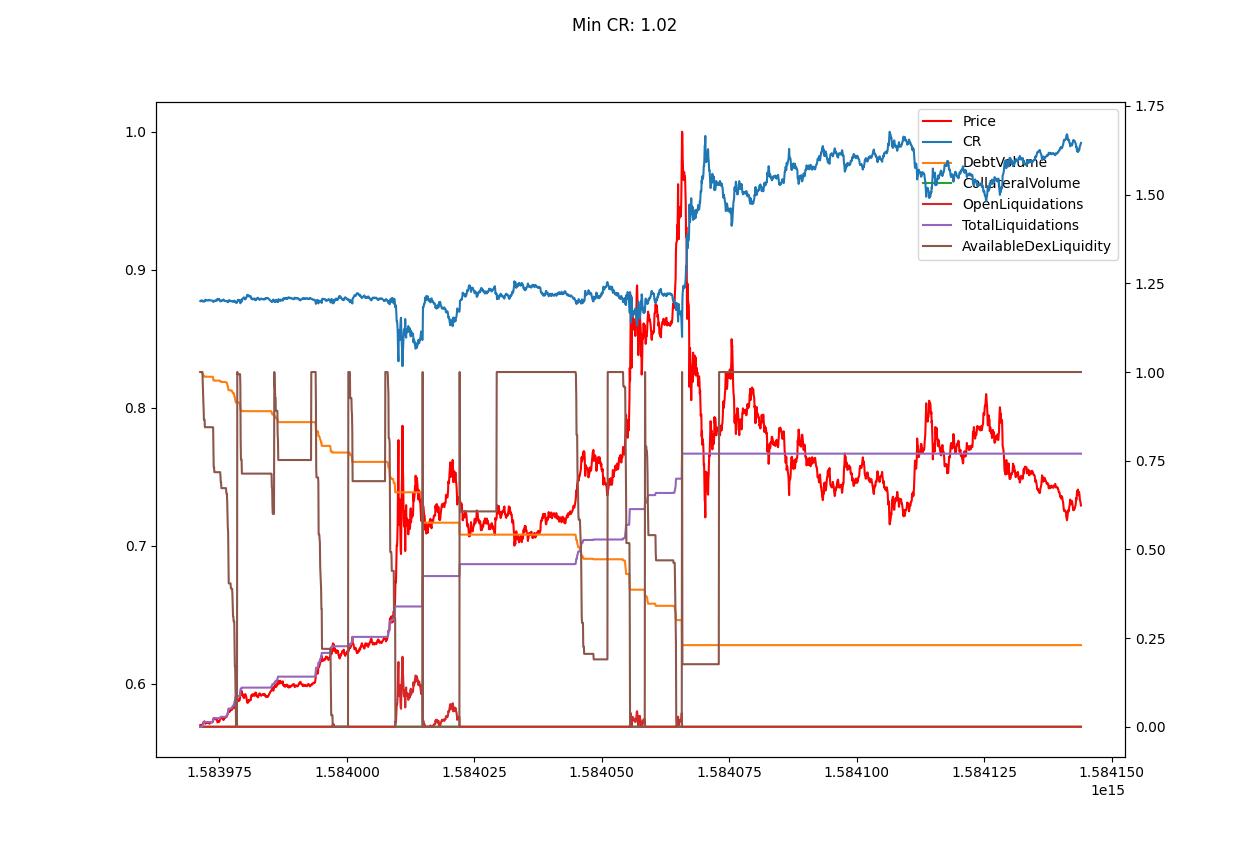 Min CR: 1.02
1.0
0.9
0.8
0.7
0.6
1.75
1.50
1.25
1.00
0.75
0.50
0.25
0.00
Price
CR
DebtVolume
CollateralVolume
OpenLiquidations
TotalLiquidations
AvailableDexLiquidity
1.583975 1.584000 1.584025 1.584050 1.584075 1.584100 1.584125 1.584150
1e15